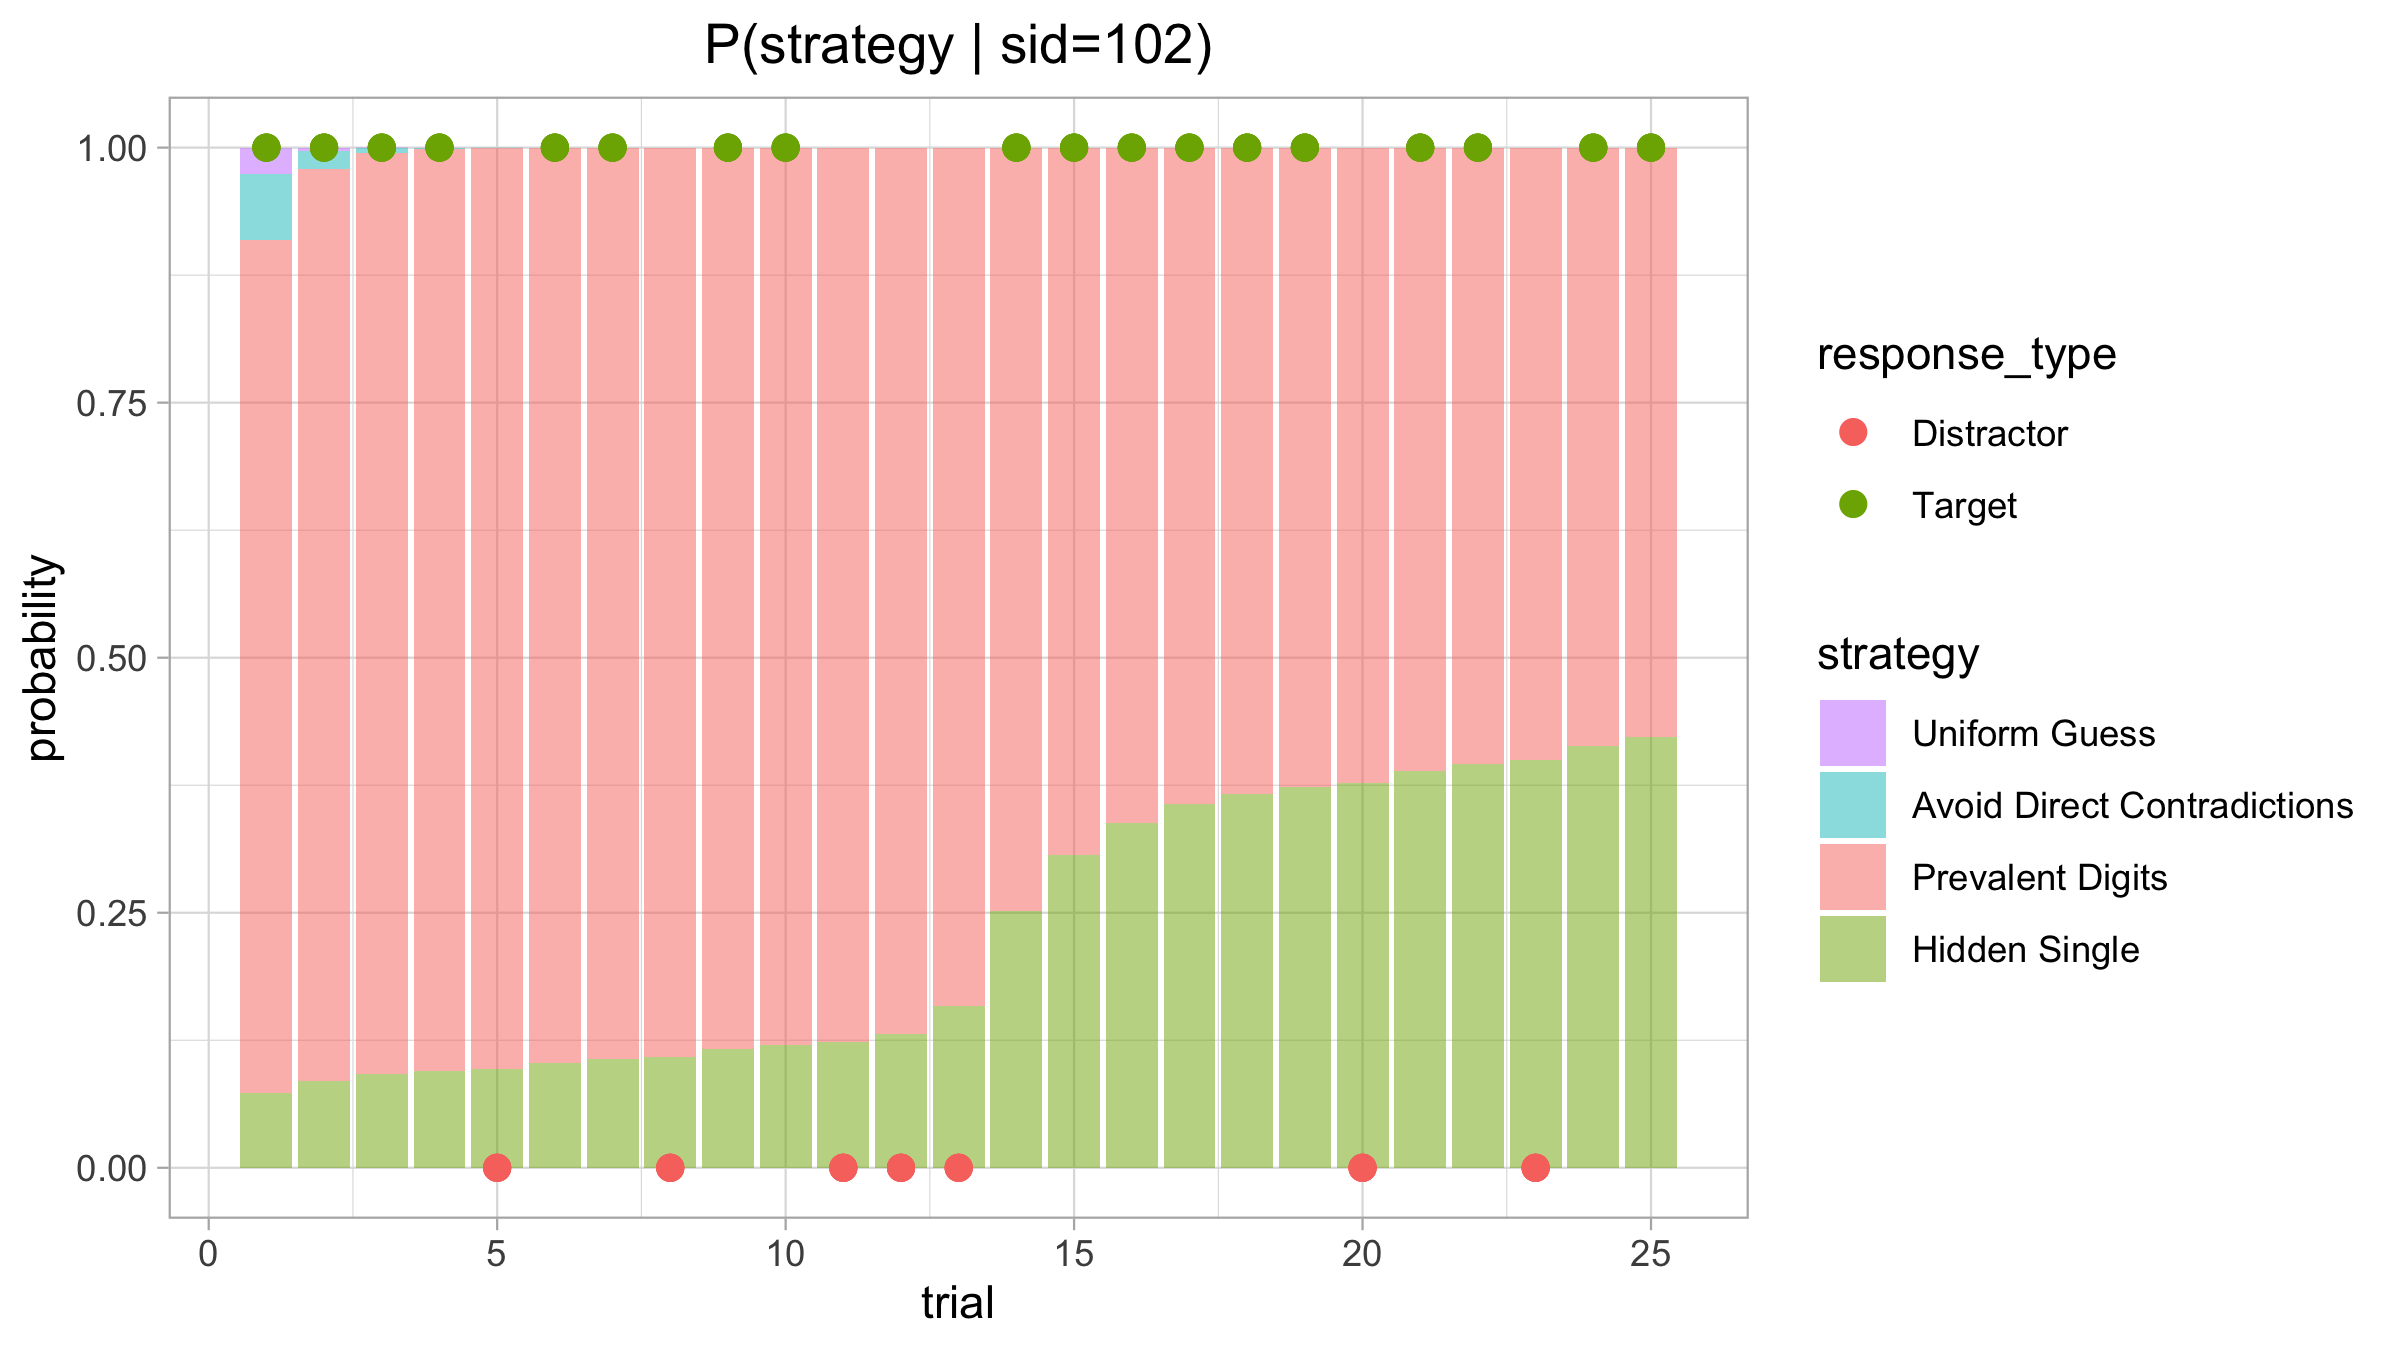 P(strategy | sid=102)
probability
1.00
0.75
0.50
0.25
0.00
0 5 10 15 20 25
trial
response_type
Distractor
Target
strategy
Uniform Guess
Avoid Direct Contradictions
Prevalent Digits
Hidden Single